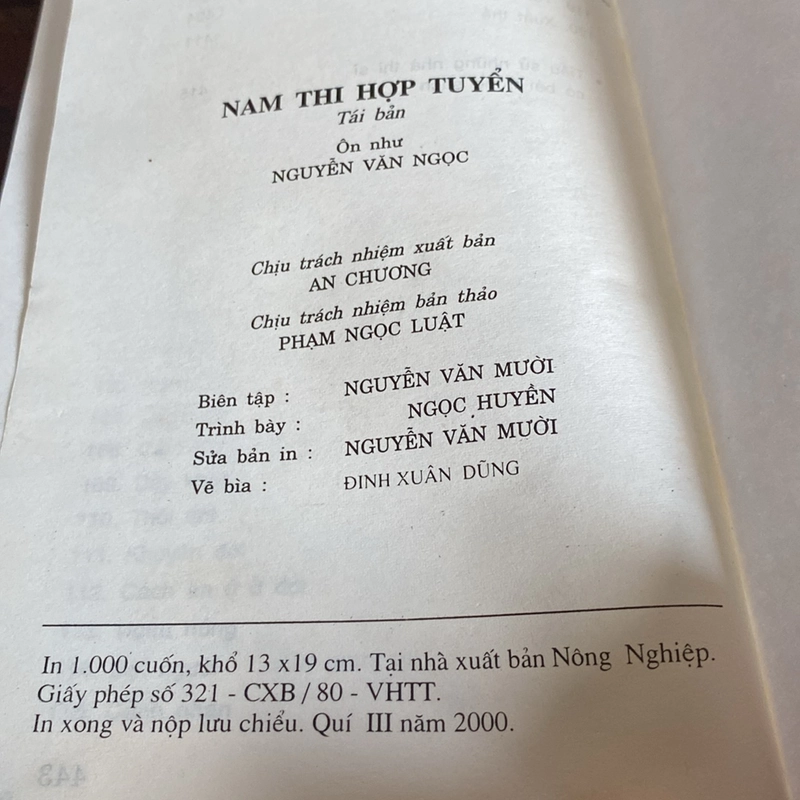 NAM THI HỢP TUYỂN
Tái bản
Ôn như
NGUYỄN VĂN NGỌC
Chịu trách nhiệm xuất bản
AN CHƯƠNG
Chịu trách nhiệm bản thảo
PHẠM NGỌC LUẬT
Biên tập : NGUYỄN VĂN MƯỜI
Trình bày : NGỌC HUYỀN
Sửa bản in : NGUYỄN VĂN MƯỜI
Vẽ bìa : ĐINH XUÂN DŨNG
In 1.000 cuốn, khổ 13 x19 cm. Tại nhà xuất bản Nông Nghiệp.
Giấy phép số 321 - CXB / 80 - VHTT.
In xong và nộp lưu chiểu. Quí III năm 2000.
443